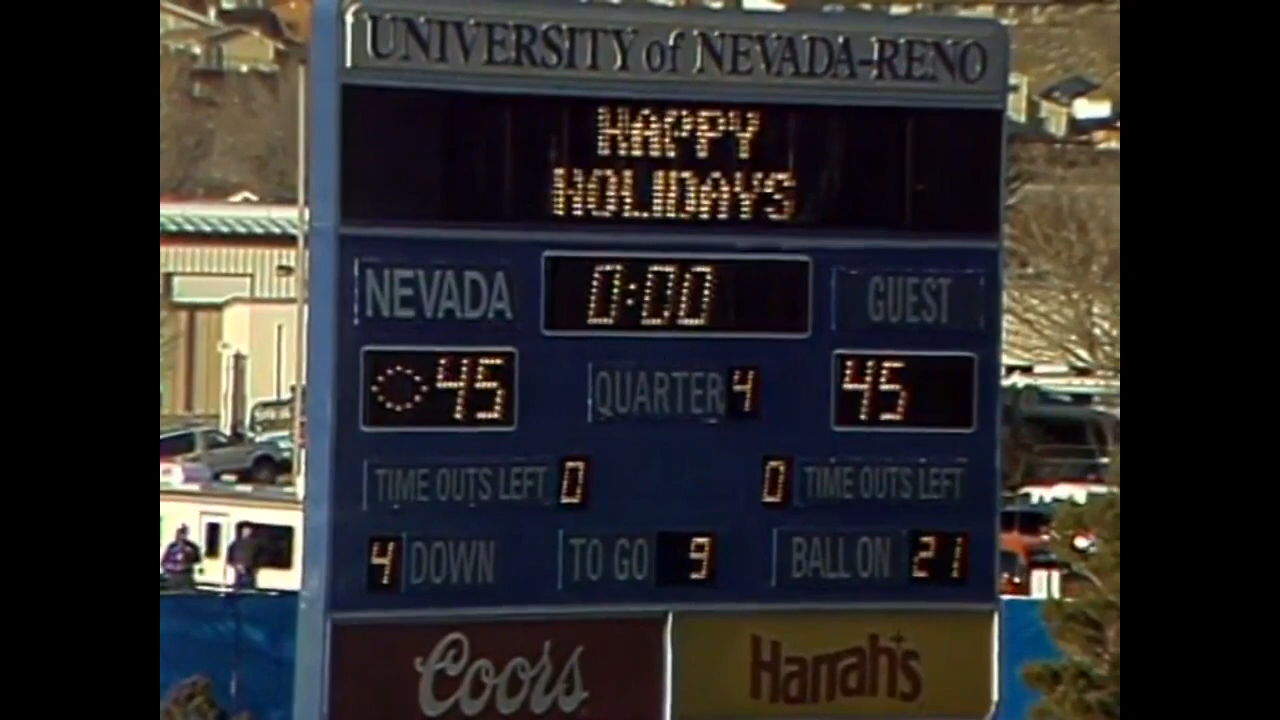 UNIVERSITY of NEVADA-RENO
HAPPY
HOLIDAYS
NEVADA 0:00 GUEST
45 QUARTER 4 45
TIME OUTS LEFT 0 0 TIME OUTS LEFT
4 DOWN TO GO 9 BALL ON 21
Coors Harrah's